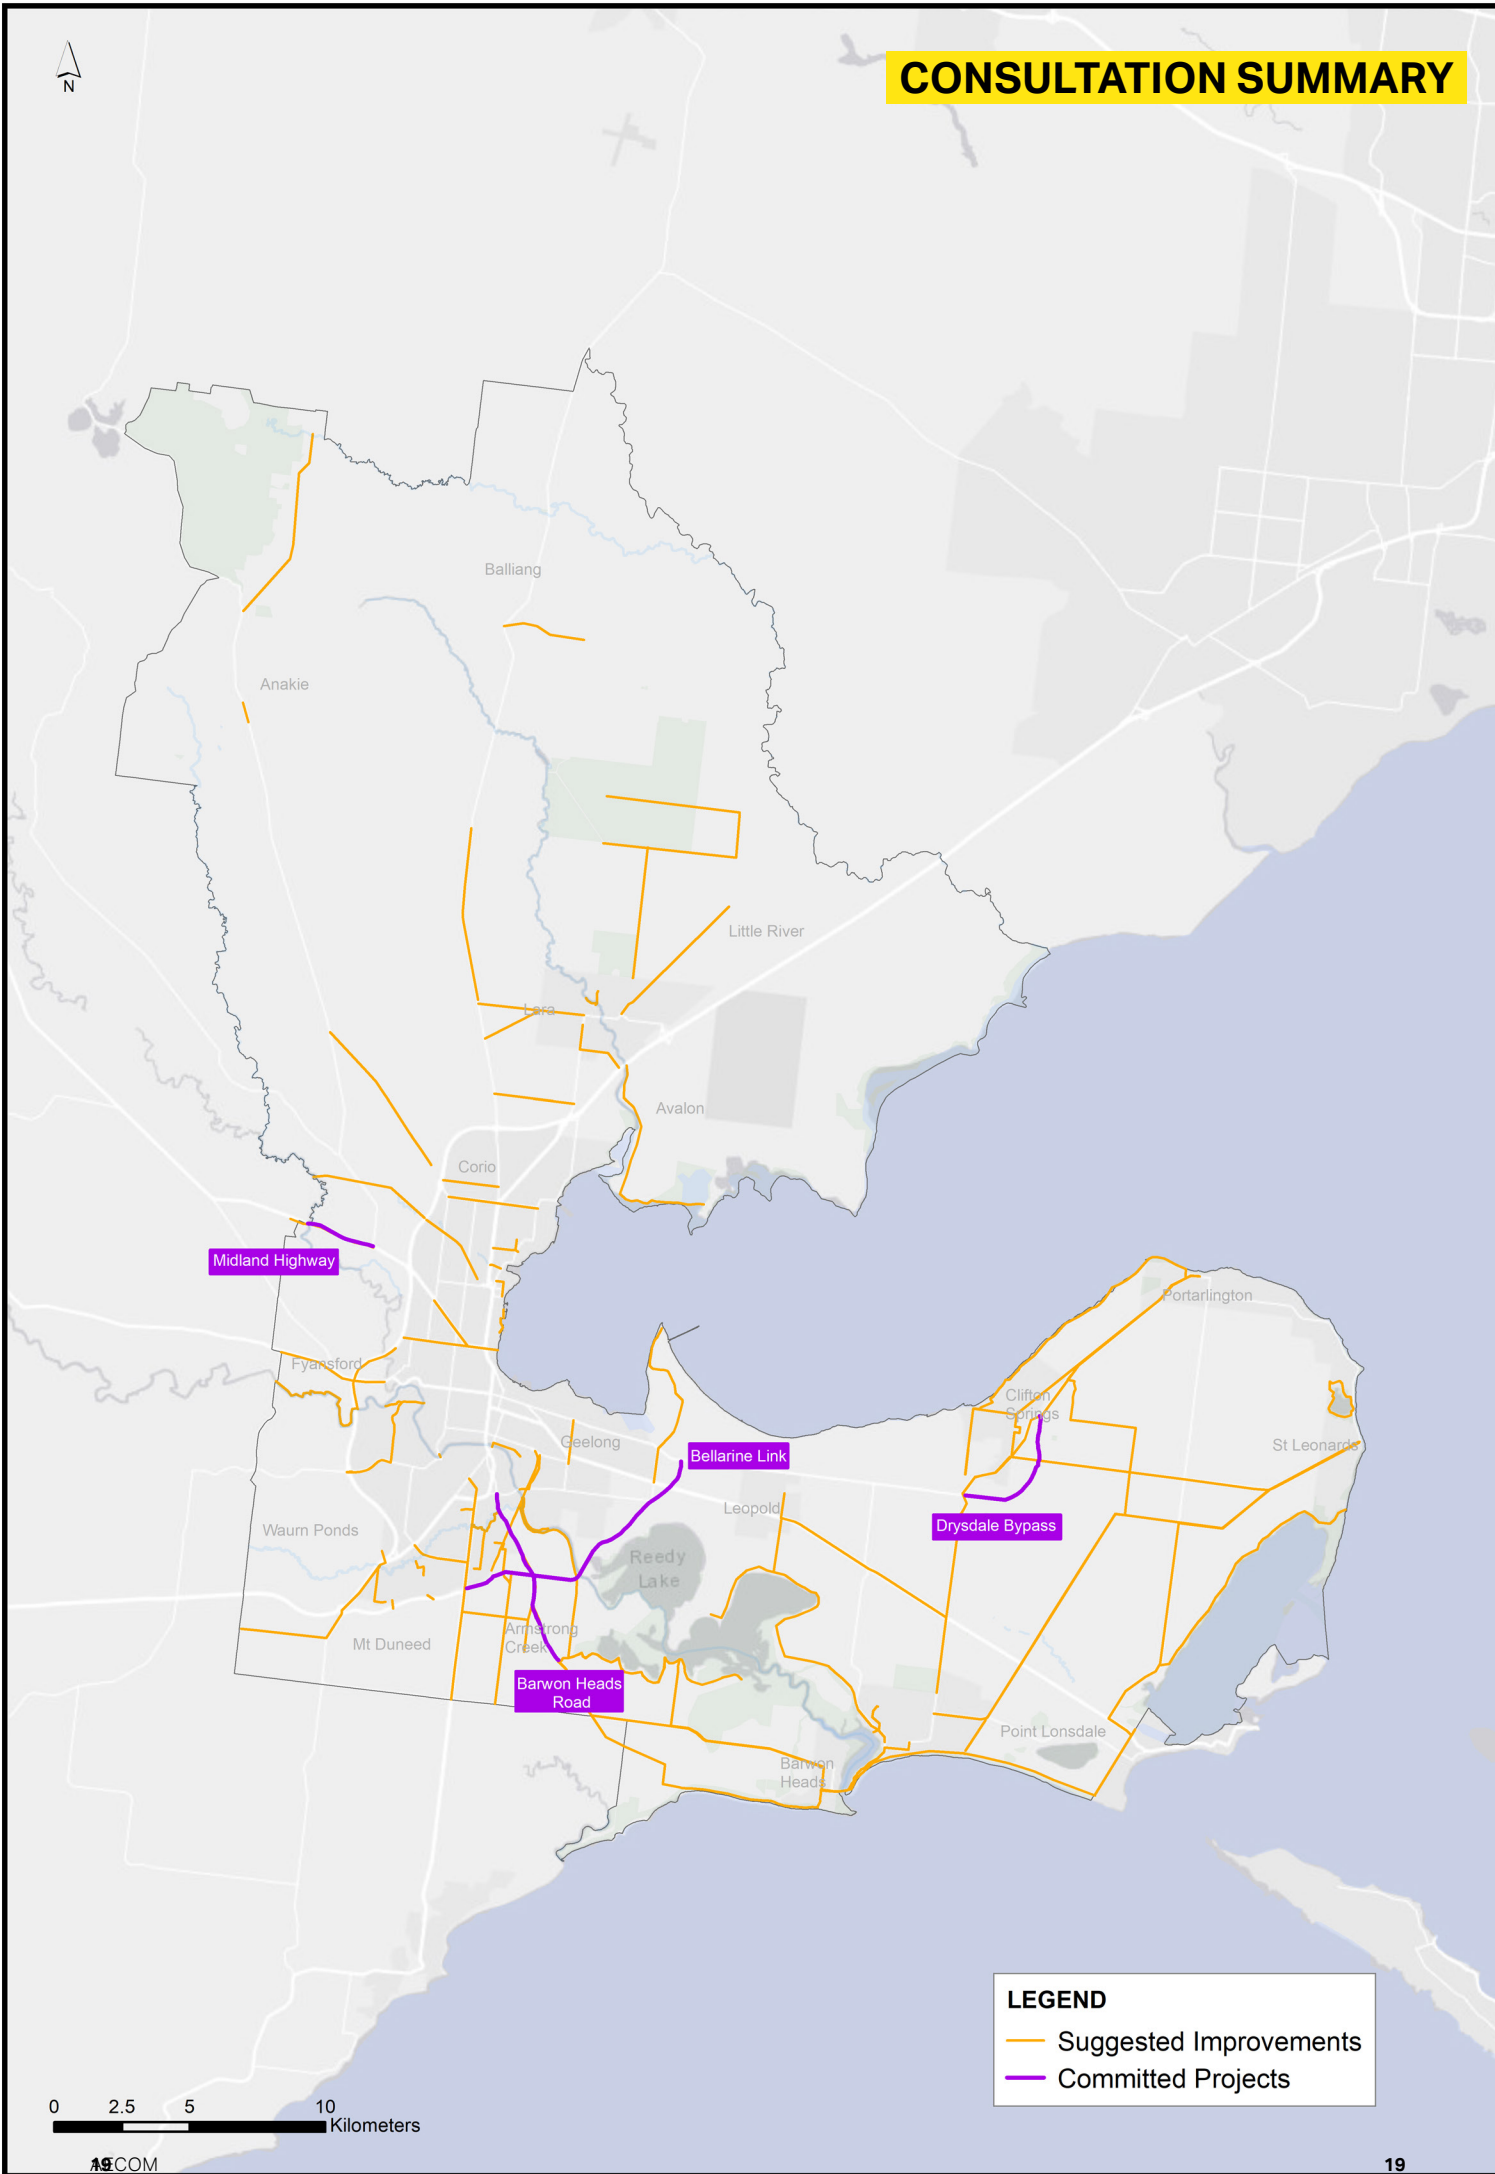 N
CONSULTATION SUMMARY
Balliang
Anakie
Little River
Lara
Avalon
Corio
Midland Highway
Portarlington
Fyansford
Clifton
Springs
Geelong
St Leonards
Bellarine Link
Leopold
Drysdale Bypass
Waurn Ponds
Reedy
Lake
Armstrong
Creek
Mt Duneed
Barwon Heads
Road
Point Lonsdale
Barwon
Heads
LEGEND
Suggested Improvements
Committed Projects
0 2.5 5 10
Kilometers
19
AECOM
19